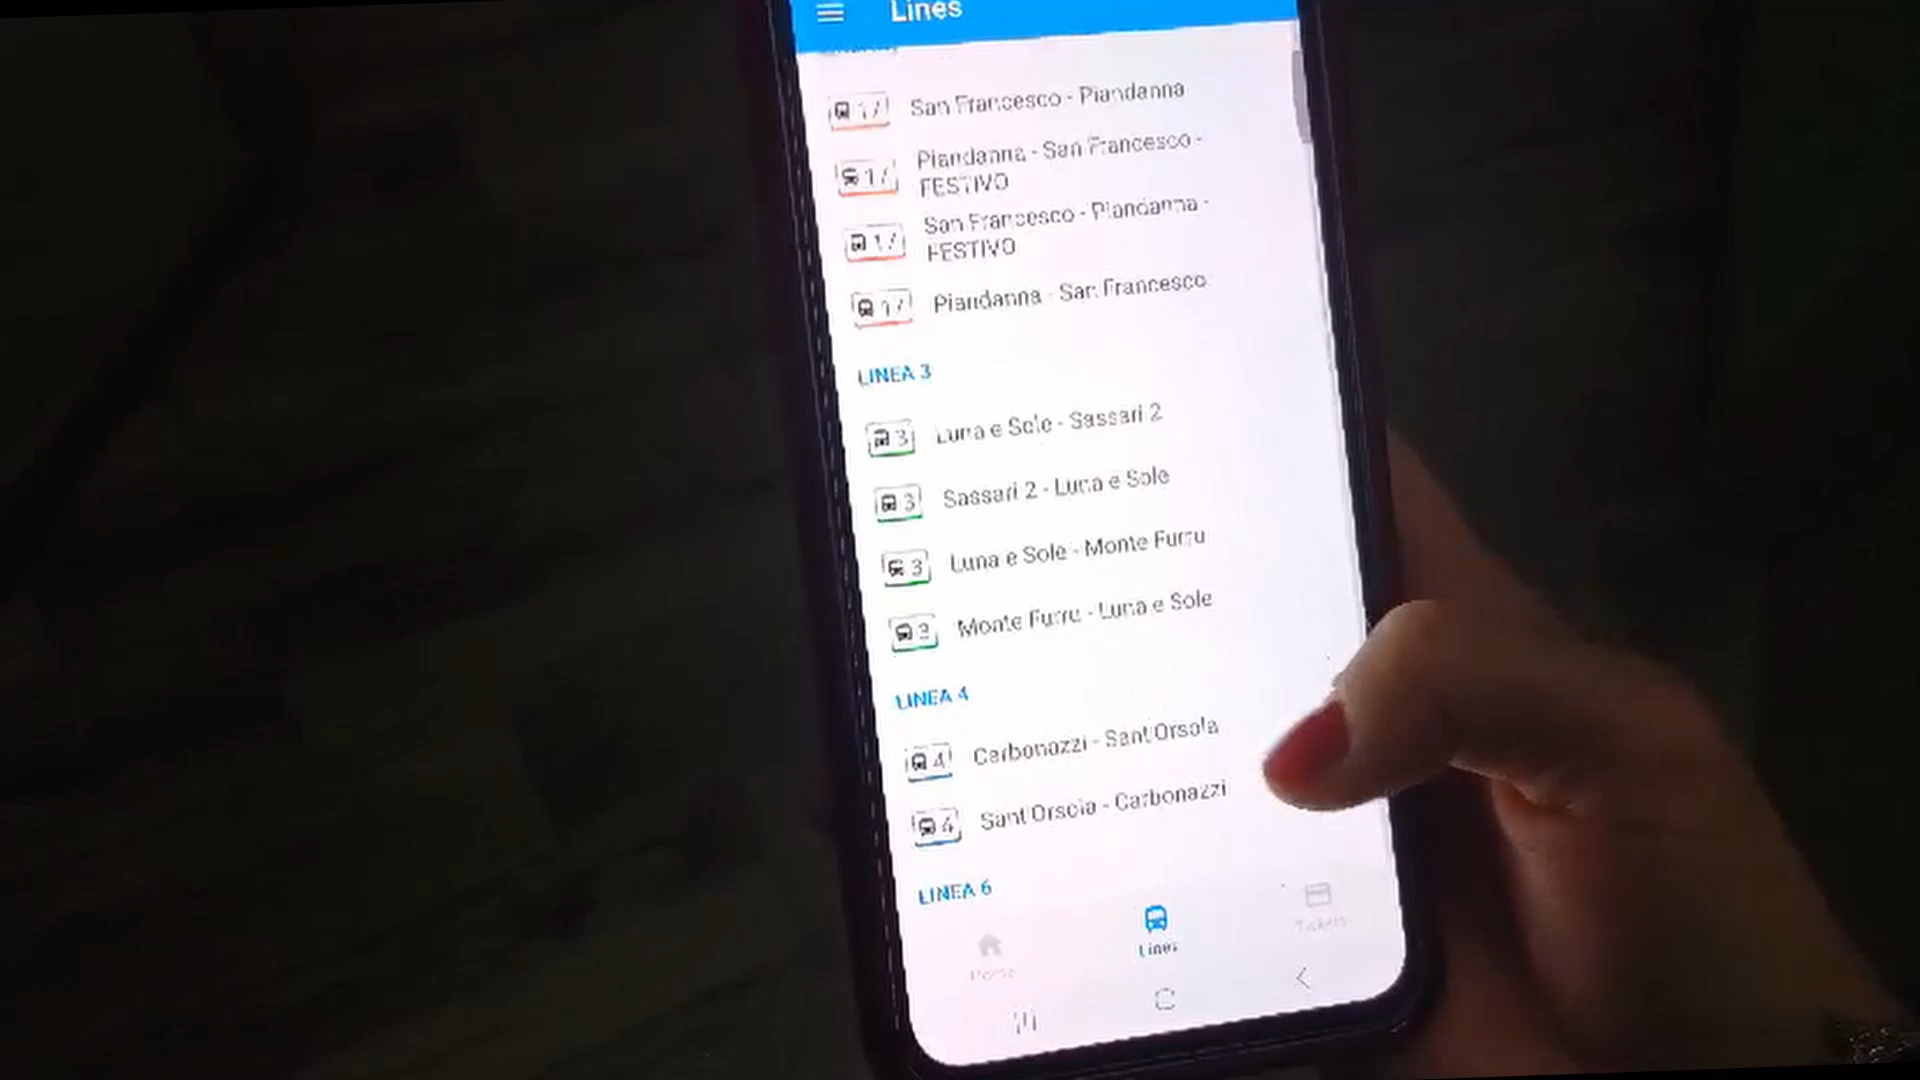 Lines
17 San Francesco - Piandanna
17 Piandanna - San Francesco -
FESTIVO
17 San Francesco - Piandanna -
FESTIVO
17 Piandanna - San Francesco
LINEA 3
3 Luna e Sole - Sassari 2
3 Sassari 2 - Luna e Sole
3 Luna e Sole - Monte Furru
3 Monte Furru - Luna e Sole
LINEA 4
4 Carbonazzi - Sant'Orsola
4 Sant'Orsola - Carbonazzi
LINEA 6
Home
Lines
Tickets